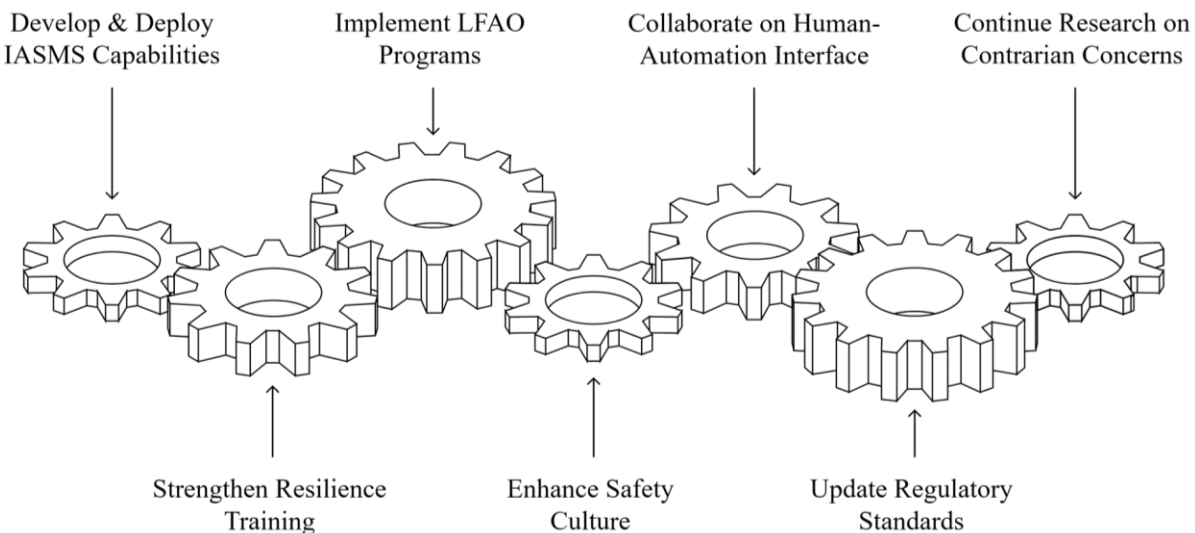 Develop & Deploy
IASMS Capabilities
Implement LFAO
Programs
Collaborate on Human-
Automation Interface
Continue Research on
Contrarian Concerns
Strengthen Resilience
Training
Enhance Safety
Culture
Update Regulatory
Standards